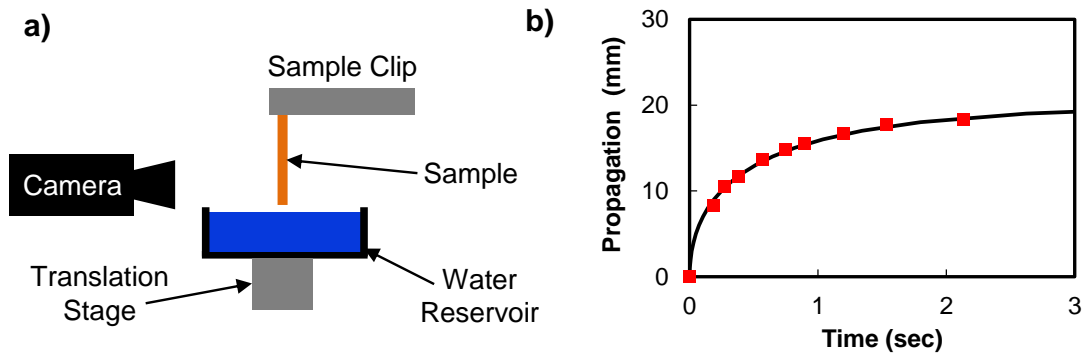 a)
Sample Clip
Sample
Camera
Translation
Stage
Water
Reservoir
b)
Propagation (mm)
30
20
10
0
0
1
2
3
Time (sec)